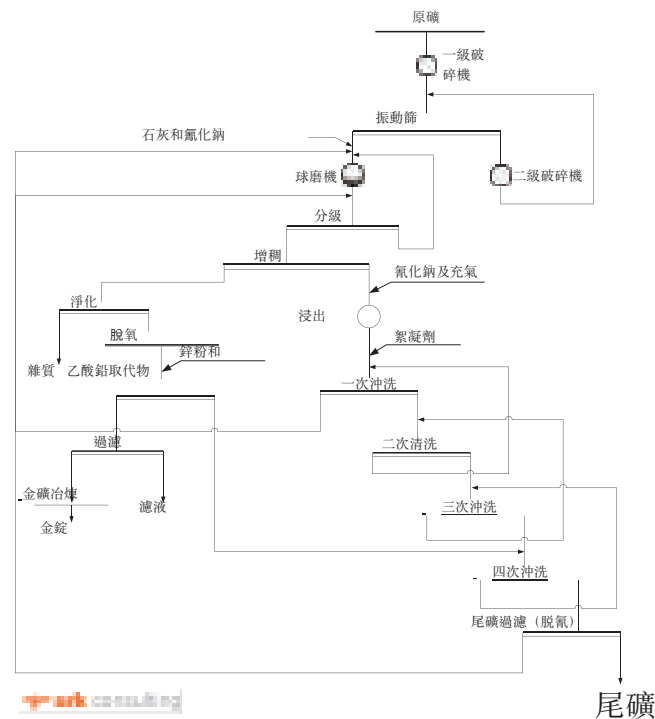 原礦
一級破
碎機
振動篩
石灰和氰化鈉
球磨機
二級破碎機
分級
增稠
氰化鈉及充氣
淨化
浸出
脫氧
絮凝劑
鋅粉和
雜質
乙酸鉛取代物
一次沖洗
過濾
二次清洗
金礦冶煉
濾液
三次沖洗
金錠
四次沖洗
尾礦過濾（脫氰）
尾礦
consulting